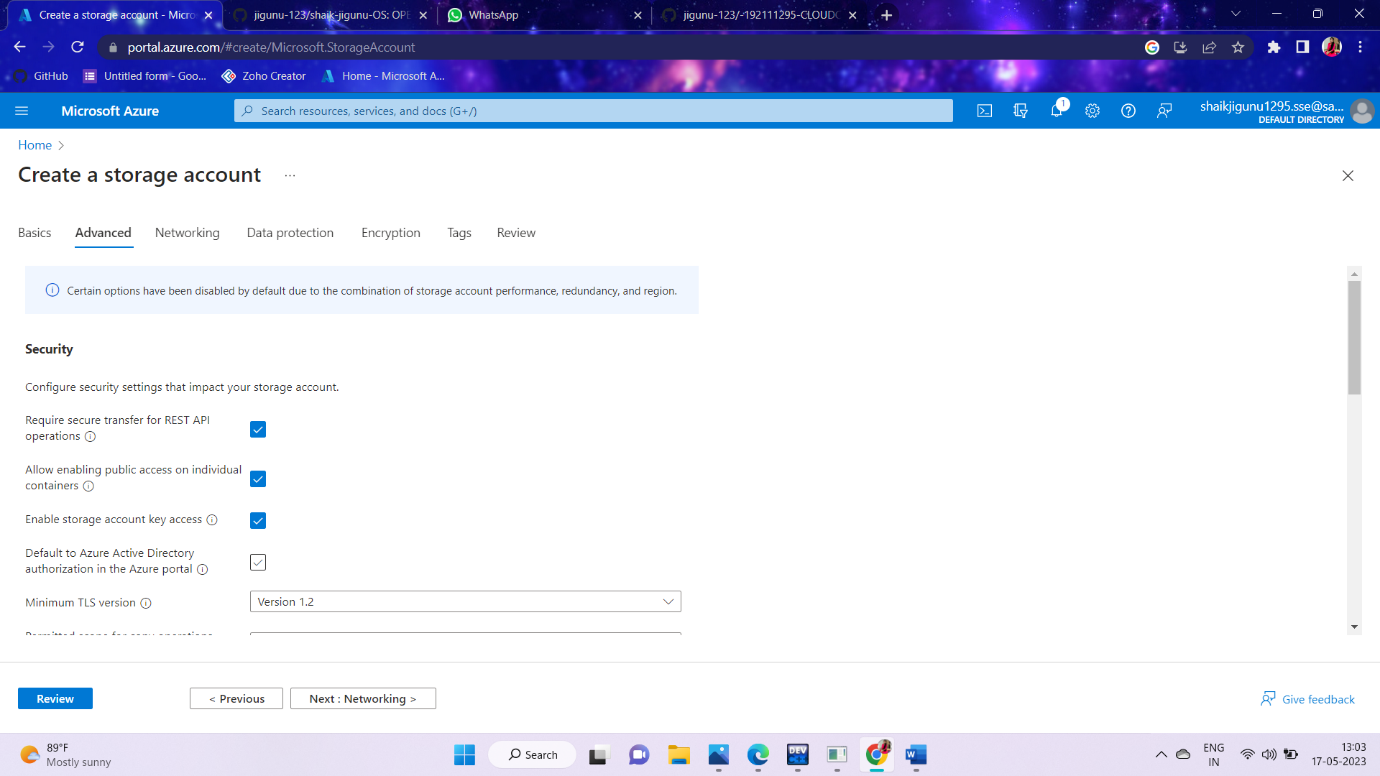 Create a storage account - Micro
jigunu-123/shaik-jigunu-OS: OPE
WhatsApp
jigunu-123/-192111295-CLOUDC
portal.azure.com/#create/Microsoft.StorageAccount
GitHub
Untitled form - Goo...
Zoho Creator
Home - Microsoft A...
Microsoft Azure
Search resources, services, and docs (G+/)
1
shaikjigunu1295.sse@sa...
DEFAULT DIRECTORY
Home >
Create a storage account ...
Basics
Advanced
Networking
Data protection
Encryption
Tags
Review
Certain options have been disabled by default due to the combination of storage account performance, redundancy, and region.
Security
Configure security settings that impact your storage account.
Require secure transfer for REST API
operations
Allow enabling public access on individual
containers
Enable storage account key access
Default to Azure Active Directory
authorization in the Azure portal
Minimum TLS version
Version 1.2
Review
< Previous
Next : Networking >
Give feedback
89°F
Mostly sunny
Search
DEV
ENG
IN
13:03
17-05-2023